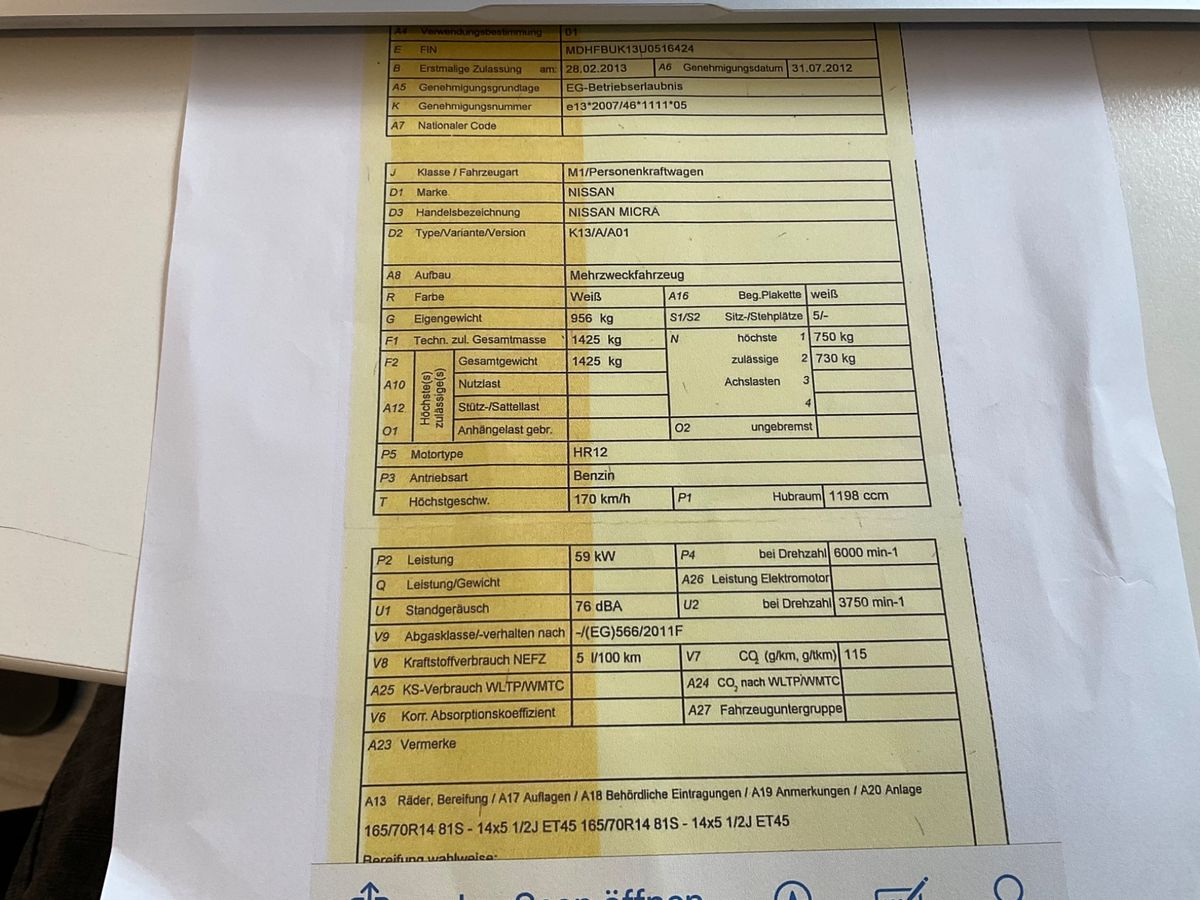 A4 Verwendungsbestimmung 01
E FIN MDHFBUK13U0516424
B Erstmalige Zulassung am: 28.02.2013 A6 Genehmigungsdatum 31.07.2012
A5 Genehmigungsgrundlage EG-Betriebserlaubnis
K Genehmigungsnummer e13*2007/46*1111*05
A7 Nationaler Code
J Klasse / Fahrzeugart M1/Personenkraftwagen
D1 Marke NISSAN
D3 Handelsbezeichnung NISSAN MICRA
D2 Type/Variante/Version K13/A/A01
A8 Aufbau Mehrzweckfahrzeug
R Farbe Weiß A16 Beg.Plakette weiß
G Eigengewicht 956 kg S1/S2 Sitz-/Stehplätze 5/-
F1 Techn. zul. Gesamtmasse 1425 kg N höchste 1 750 kg
F2 Höchste(s) zulässige(s) Gesamtgewicht 1425 kg zulässige 2 730 kg
A10 Nutzlast Achslasten 3
A12 Stütz-/Sattellast 4
O1 Anhängelast gebr. O2 ungebremst
P5 Motortype HR12
P3 Antriebsart Benzin
T Höchstgeschw. 170 km/h P1 Hubraum 1198 ccm
P2 Leistung 59 kW P4 bei Drehzahl 6000 min-1
Q Leistung/Gewicht A26 Leistung Elektromotor
U1 Standgeräusch 76 dBA U2 bei Drehzahl 3750 min-1
V9 Abgasklasse/-verhalten nach -/(EG)566/2011F
V8 Kraftstoffverbrauch NEFZ 5 l/100 km V7 CO2 (g/km, g/tkm) 115
A25 KS-Verbrauch WLTP/WMTC A24 CO2 nach WLTP/WMTC
V6 Korr. Absorptionskoeffizient A27 Fahrzeuguntergruppe
A23 Vermerke
A13 Räder, Bereifung / A17 Auflagen / A18 Behördliche Eintragungen / A19 Anmerkungen / A20 Anlage
165/70R14 81S - 14x5 1/2J ET45 165/70R14 81S - 14x5 1/2J ET45
Bereifung wahlweise:
Scan öffnen